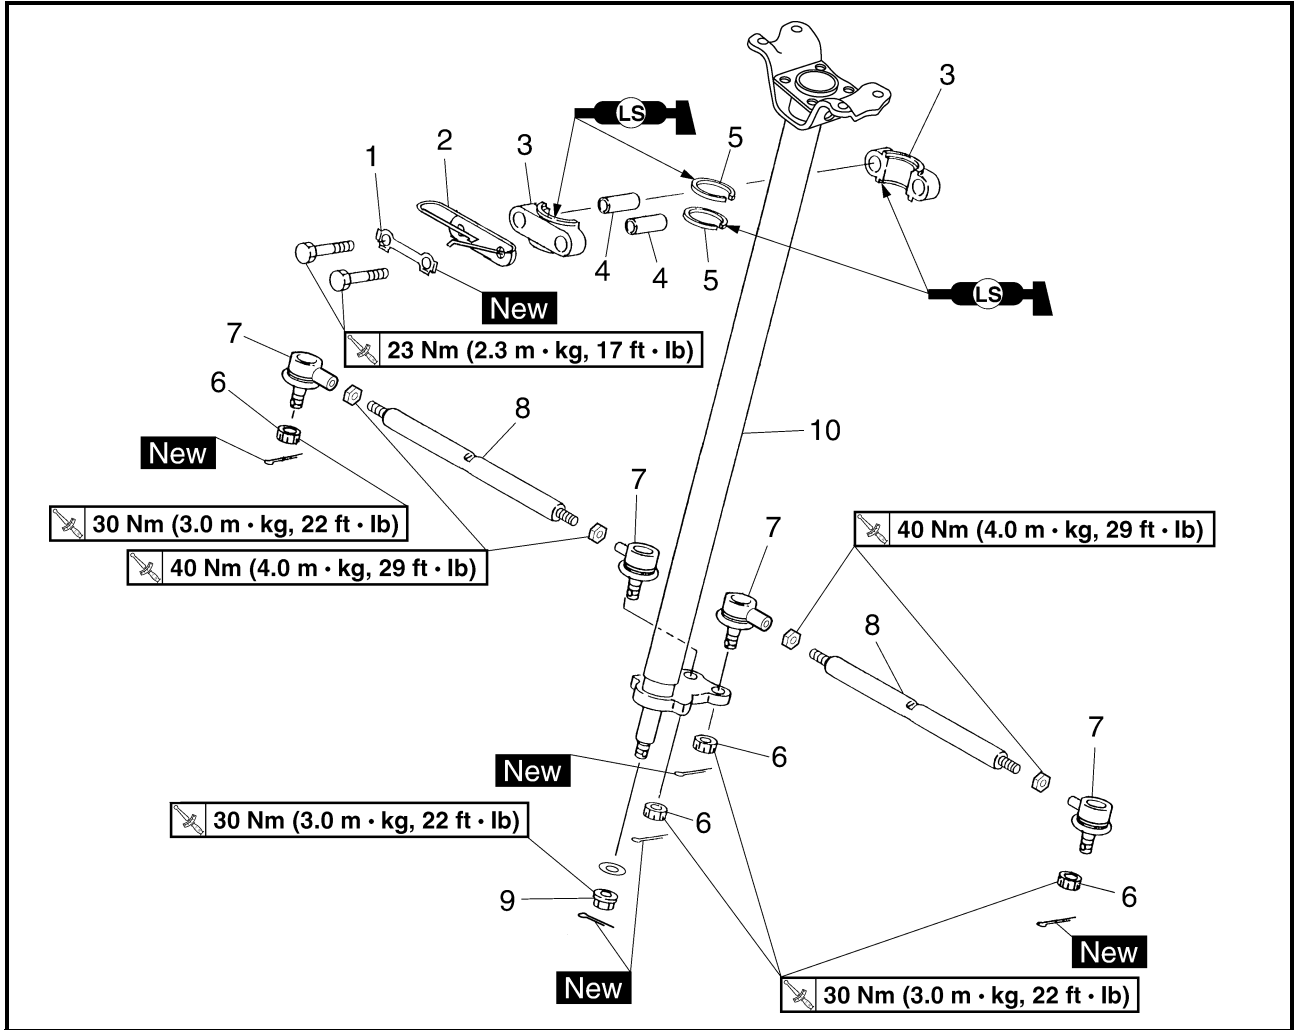 3
LS
5
2
3
1
4
4
5
LS
New
7
23 Nm (2.3 m · kg, 17 ft · lb)
6
8
10
New
7
30 Nm (3.0 m · kg, 22 ft · lb)
7
40 Nm (4.0 m · kg, 29 ft · lb)
40 Nm (4.0 m · kg, 29 ft · lb)
8
7
6
New
30 Nm (3.0 m · kg, 22 ft · lb)
6
9
6
New
New
30 Nm (3.0 m · kg, 22 ft · lb)